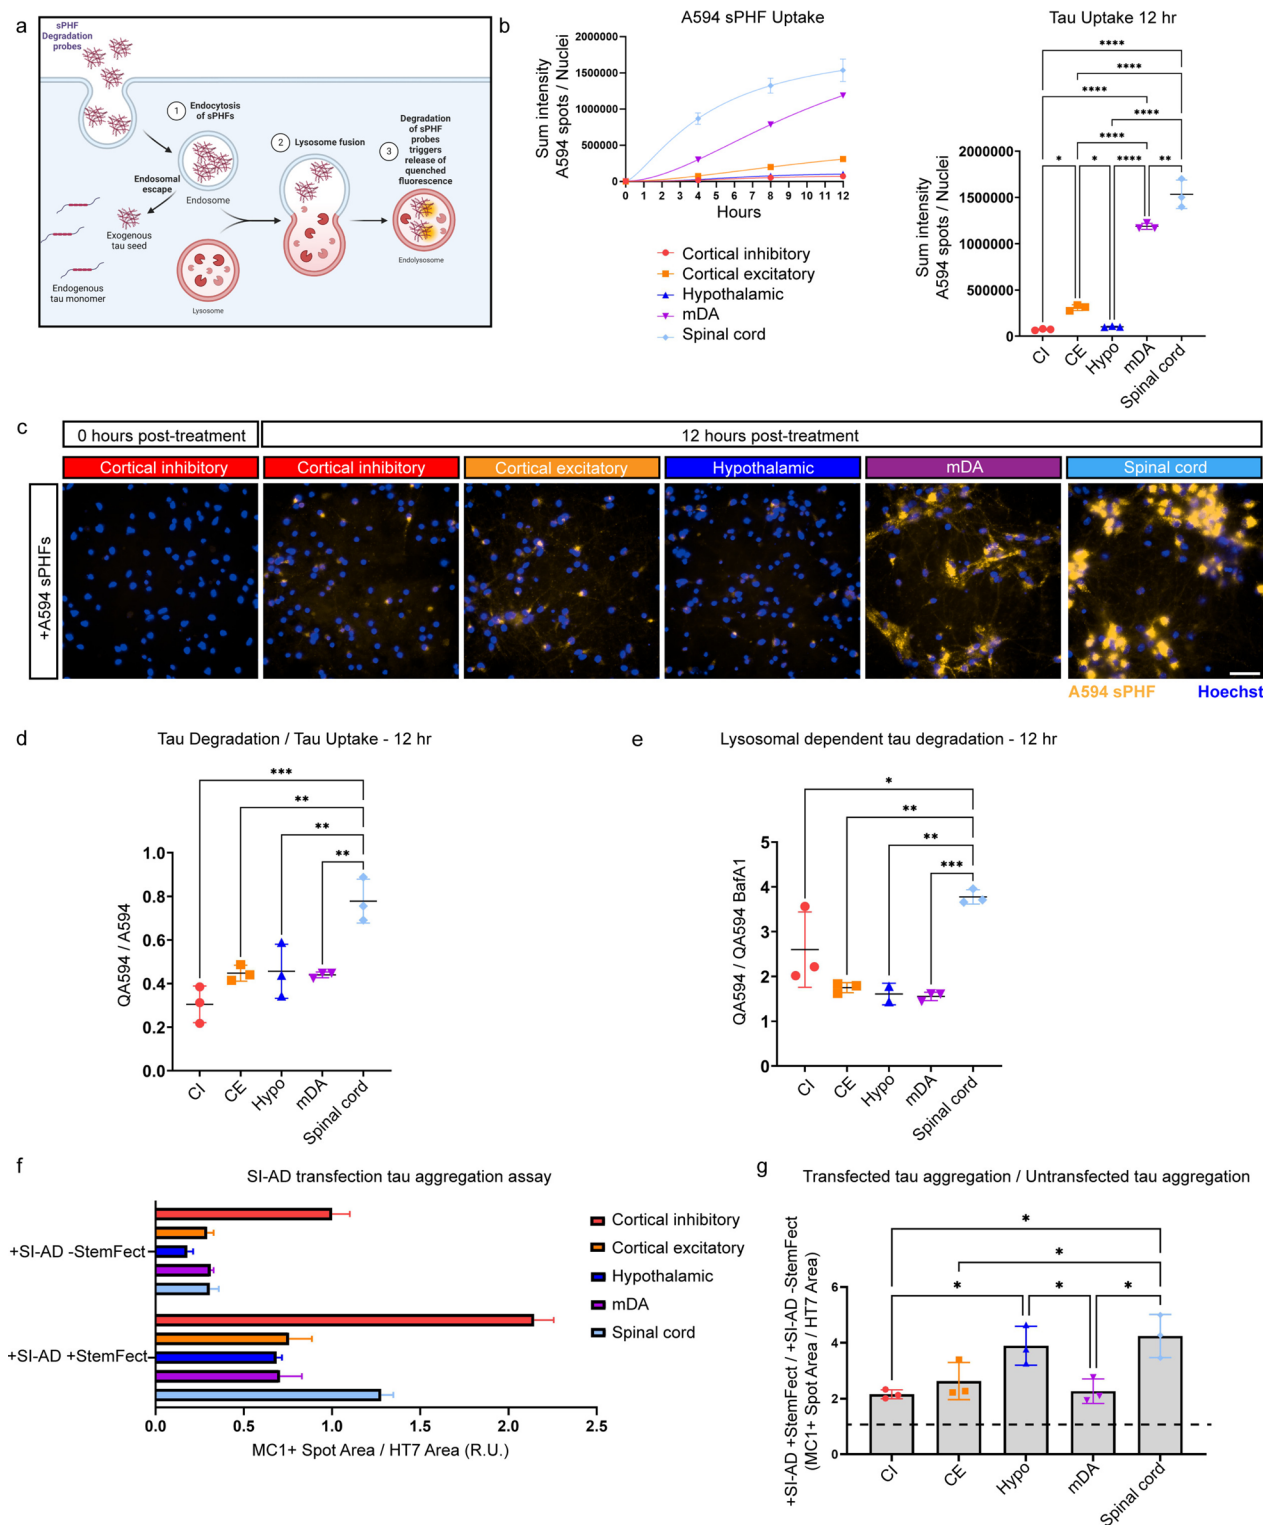 a
sPHF
Degradation
probes
1
Endocytosis
of sPHFs
2
Lysosome fusion
3
Degradation
of sPHF
probes
triggers
release of
quenched
fluorescence
Endosomal
escape
Endosome
Exogenous
tau seed
Endogenous
tau monomer
Lysosome
Endolysosome
b
A594 sPHF Uptake
Sum intensity
A594 spots / Nuclei
2000000
1500000
1000000
500000
0
0 1 2 3 4 5 6 7 8 9 10 11 12
Hours
Cortical inhibitory
Cortical excitatory
Hypothalamic
mDA
Spinal cord
Tau Uptake 12 hr
****
****
****
****
****
* * **** **
Sum intensity
A594 spots / Nuclei
2000000
1500000
1000000
500000
0
CI
CE
Hypo
mDA
Spinal cord
c
0 hours post-treatment
12 hours post-treatment
Cortical inhibitory
Cortical inhibitory
Cortical excitatory
Hypothalamic
mDA
Spinal cord
+A594 sPHFs
A594 sPHF
Hoechst
d
Tau Degradation / Tau Uptake - 12 hr
***
**
**
**
QA594 / A594
1.0
0.8
0.6
0.4
0.2
0.0
CI
CE
Hypo
mDA
Spinal cord
e
Lysosomal dependent tau degradation - 12 hr
*
**
**
***
QA594 / QA594 BafA1
5
4
3
2
1
0
CI
CE
Hypo
mDA
Spinal cord
f
SI-AD transfection tau aggregation assay
+SI-AD -StemFect
+SI-AD +StemFect
0.0 0.5 1.0 1.5 2.0 2.5
MC1+ Spot Area / HT7 Area (R.U.)
Cortical inhibitory
Cortical excitatory
Hypothalamic
mDA
Spinal cord
g
Transfected tau aggregation / Untransfected tau aggregation
*
*
* * *
+SI-AD +StemFect / +SI-AD -StemFect
(MC1+ Spot Area / HT7 Area)
6
4
2
0
CI
CE
Hypo
mDA
Spinal cord